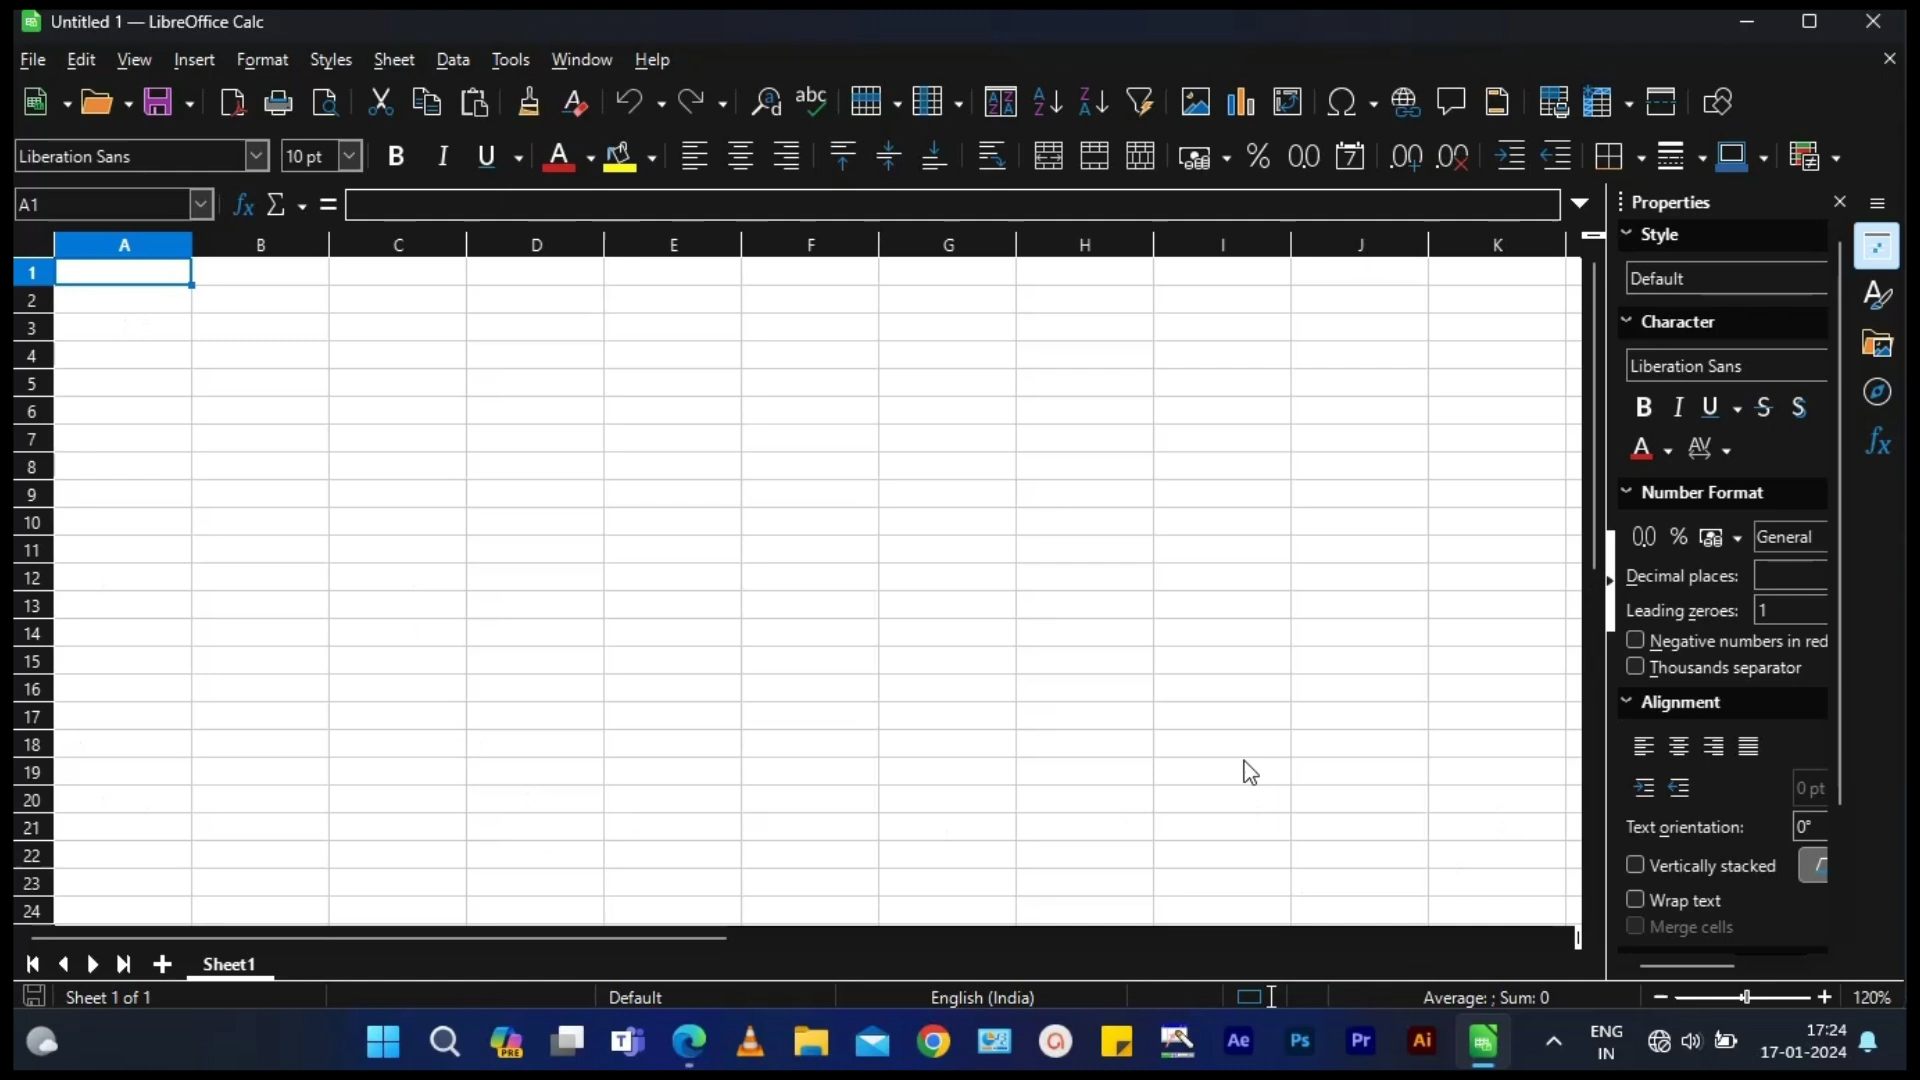 Untitled 1 — LibreOffice Calc
File Edit View Insert Format Styles Sheet Data Tools Window Help
Liberation Sans 10 pt
A1
A B C D E F G H I J K
1
2
3
4
5
6
7
8
9
10
11
12
13
14
15
16
17
18
19
20
21
22
23
24
Properties
Style
Default
Character
Liberation Sans
Number Format
General
Decimal places:
Leading zeroes: 1
Negative numbers in red
Thousands separator
Alignment
0 pt
Text orientation: 0°
Vertically stacked
Wrap text
Merge cells
Sheet1
Sheet 1 of 1 Default English (India) Average: ; Sum: 0 120%
ENG
IN
17:24
17-01-2024